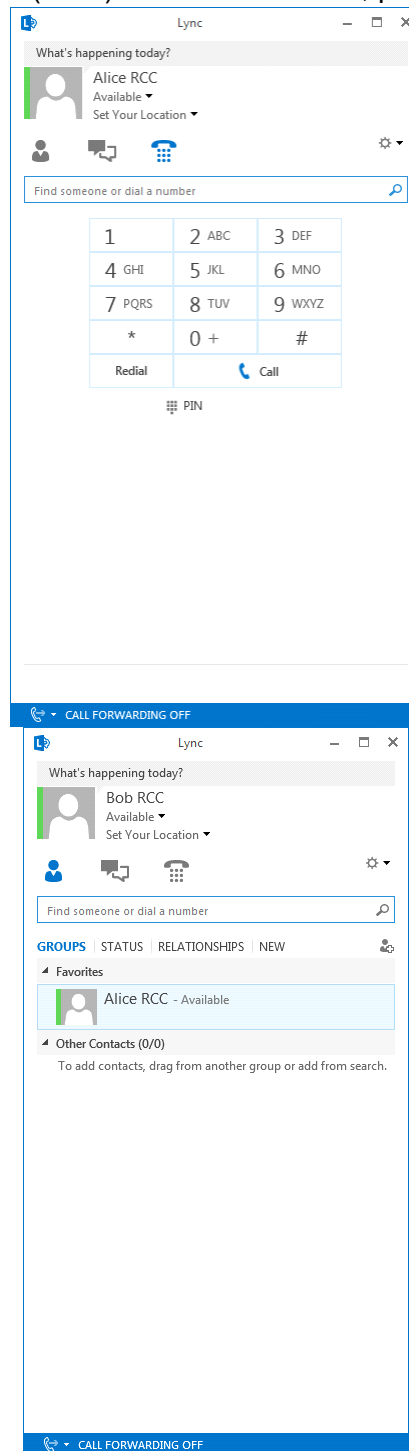 Lync
What's happening today?
Alice RCC
Available
Set Your Location
Find someone or dial a number
1 2 ABC 3 DEF
4 GHI 5 JKL 6 MNO
7 PQRS 8 TUV 9 WXYZ
* 0 + #
Redial Call
PIN
CALL FORWARDING OFF
Lync
What's happening today?
Bob RCC
Available
Set Your Location
Find someone or dial a number
GROUPS STATUS RELATIONSHIPS NEW
Favorites
Alice RCC - Available
Other Contacts (0/0)
To add contacts, drag from another group or add from search.
CALL FORWARDING OFF